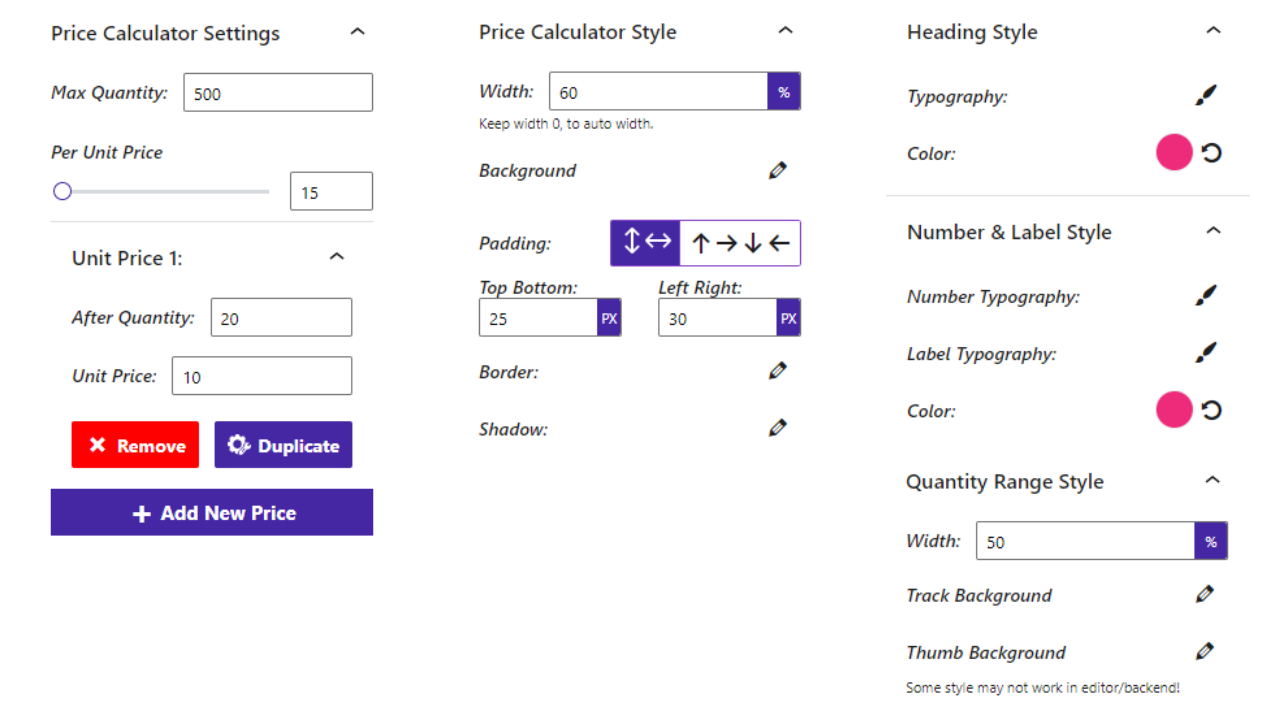 Price Calculator Settings
Max Quantity: 500
Per Unit Price
15
Unit Price 1:
After Quantity: 20
Unit Price: 10
Remove
Duplicate
Add New Price
Price Calculator Style
Width: 60 %
Keep width 0, to auto width.
Background
Padding:
Top Bottom: Left Right:
25 PX 30 PX
Border:
Shadow:
Heading Style
Typography:
Color:
Number & Label Style
Number Typography:
Label Typography:
Color:
Quantity Range Style
Width: 50 %
Track Background
Thumb Background
Some style may not work in editor/backend!